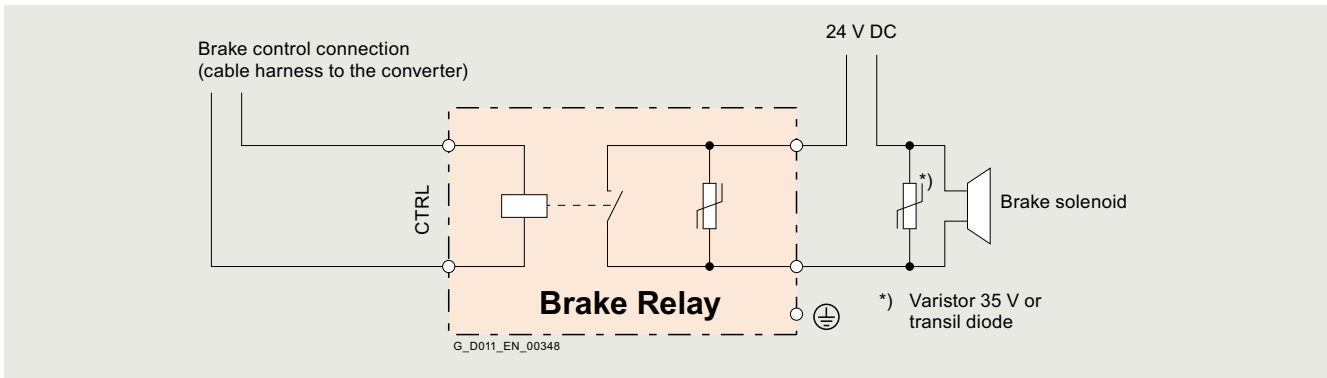 24 V DC
Brake control connection
(cable harness to the converter)
CTRL
*)
Brake solenoid
Brake Relay
*) Varistor 35 V or
transil diode
G_D011_EN_00348